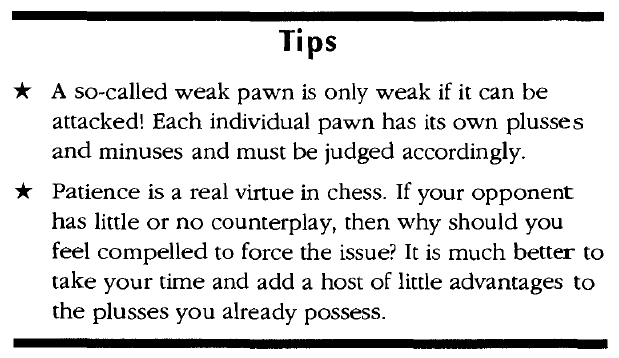 Tips
★ A so-called weak pawn is only weak if it can be
attacked! Each individual pawn has its own plusses
and minuses and must be judged accordingly.
★ Patience is a real virtue in chess. If your opponent
has little or no counterplay, then why should you
feel compelled to force the issue? It is much better to
take your time and add a host of little advantages to
the plusses you already possess.